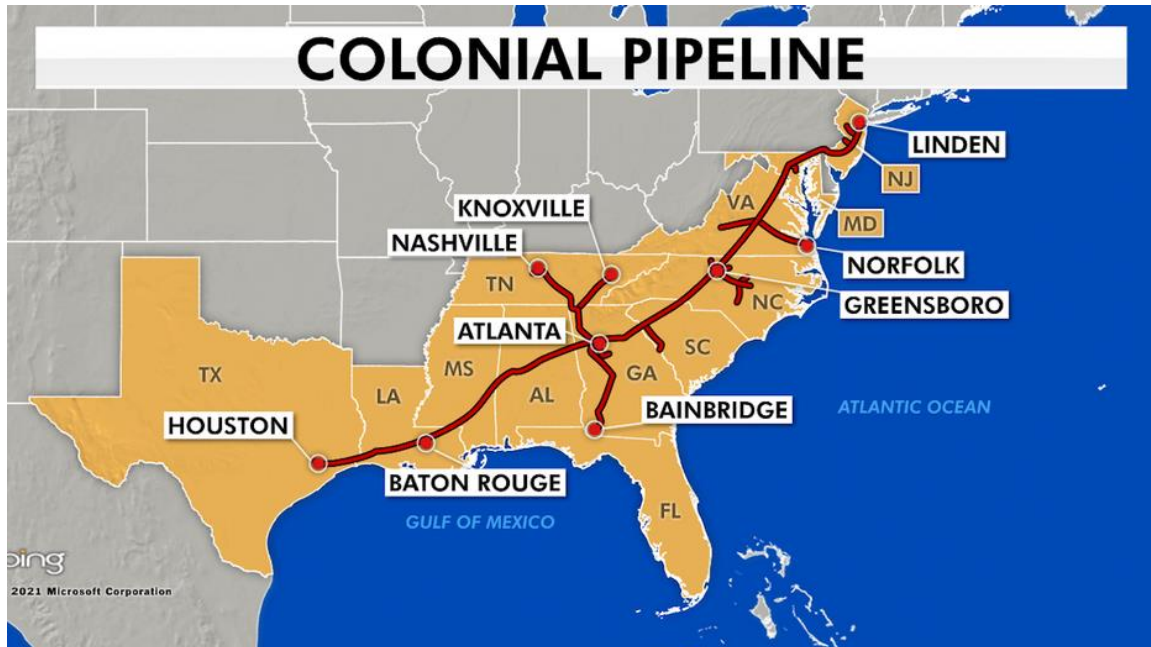 COLONIAL PIPELINE
LINDEN
NJ
VA
KNOXVILLE
MD
NASHVILLE
NORFOLK
TN
NC
GREENSBORO
ATLANTA
SC
MS
TX
GA
LA
AL
BAINBRIDGE
ATLANTIC OCEAN
HOUSTON
BATON ROUGE
FL
GULF OF MEXICO
bing
2021 Microsoft Corporation